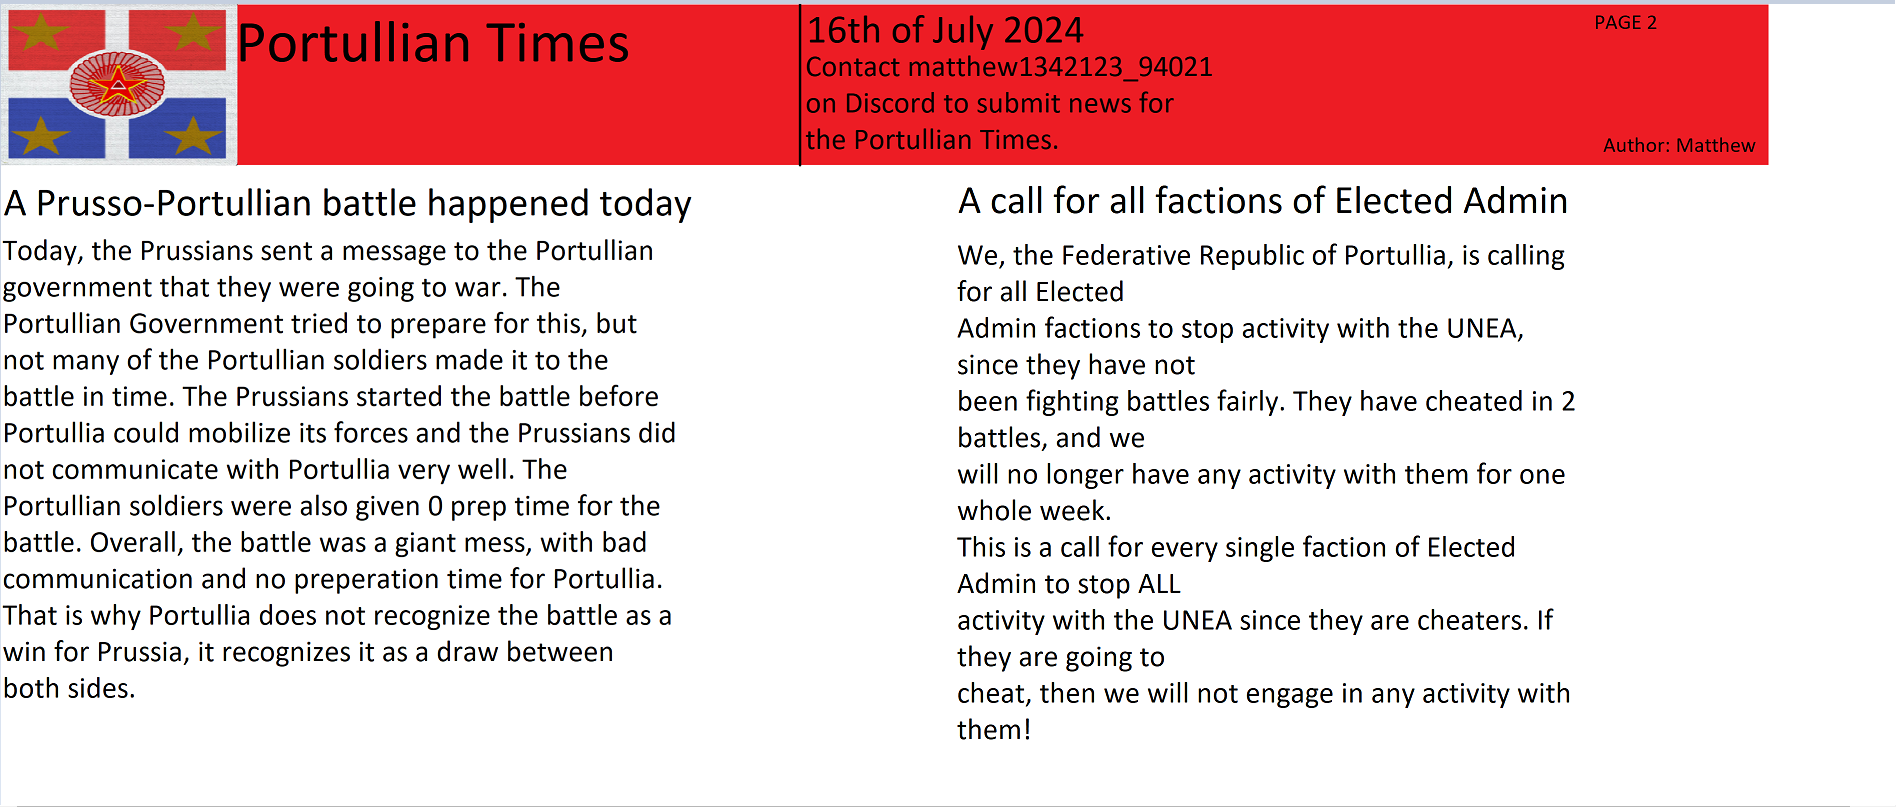 Portullian Times
16th of July 2024
Contact matthew1342123_94021
on Discord to submit news for
the Portullian Times.
PAGE 2
Author: Matthew
A Prusso-Portullian battle happened today
Today, the Prussians sent a message to the Portullian
government that they were going to war. The
Portullian Government tried to prepare for this, but
not many of the Portullian soldiers made it to the
battle in time. The Prussians started the battle before
Portullia could mobilize its forces and the Prussians did
not communicate with Portullia very well. The
Portullian soldiers were also given 0 prep time for the
battle. Overall, the battle was a giant mess, with bad
communication and no preperation time for Portullia.
That is why Portullia does not recognize the battle as a
win for Prussia, it recognizes it as a draw between
both sides.
A call for all factions of Elected Admin
We, the Federative Republic of Portullia, is calling
for all Elected
Admin factions to stop activity with the UNEA,
since they have not
been fighting battles fairly. They have cheated in 2
battles, and we
will no longer have any activity with them for one
whole week.
This is a call for every single faction of Elected
Admin to stop ALL
activity with the UNEA since they are cheaters. If
they are going to
cheat, then we will not engage in any activity with
them!